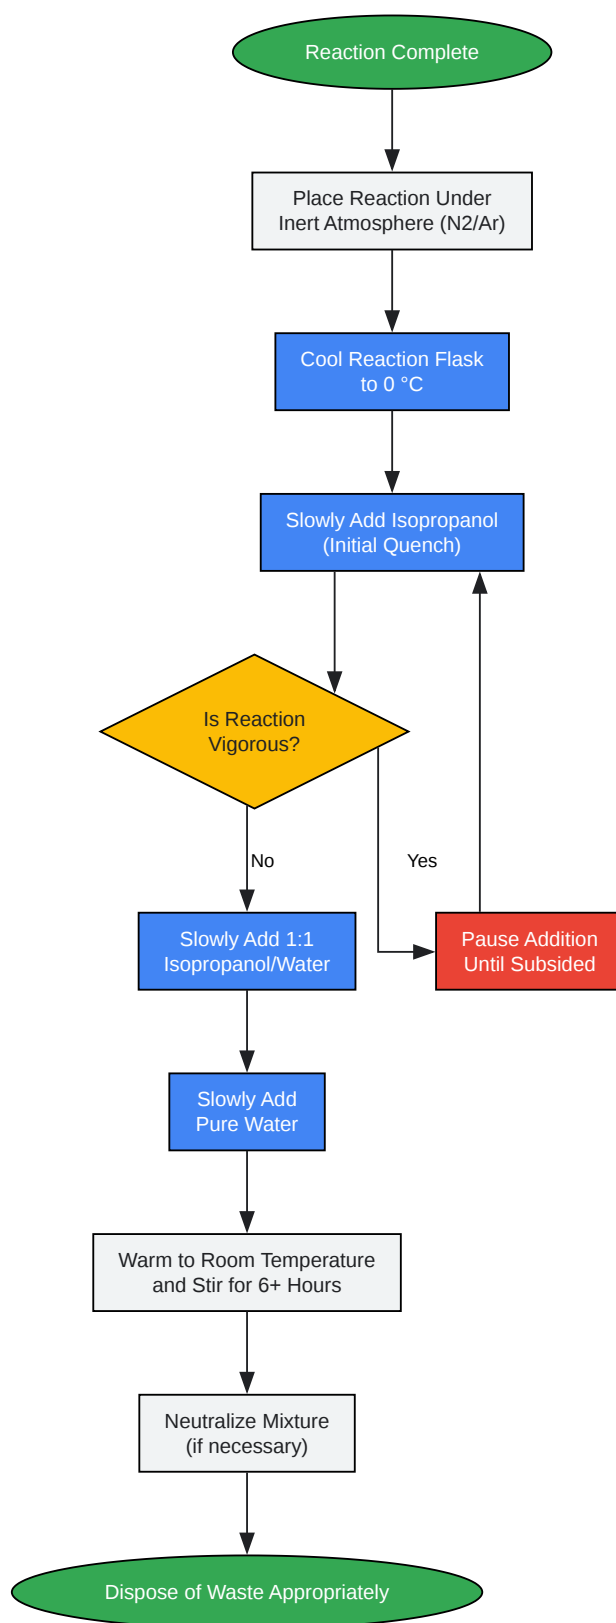 Reaction Complete
Place Reaction Under
Inert Atmosphere (N2/Ar)
Cool Reaction Flask
to 0 °C
Slowly Add Isopropanol
(Initial Quench)
Is Reaction
Vigorous?
No
Yes
Slowly Add 1:1
Isopropanol/Water
Pause Addition
Until Subsided
Slowly Add
Pure Water
Warm to Room Temperature
and Stir for 6+ Hours
Neutralize Mixture
(if necessary)
Dispose of Waste Appropriately